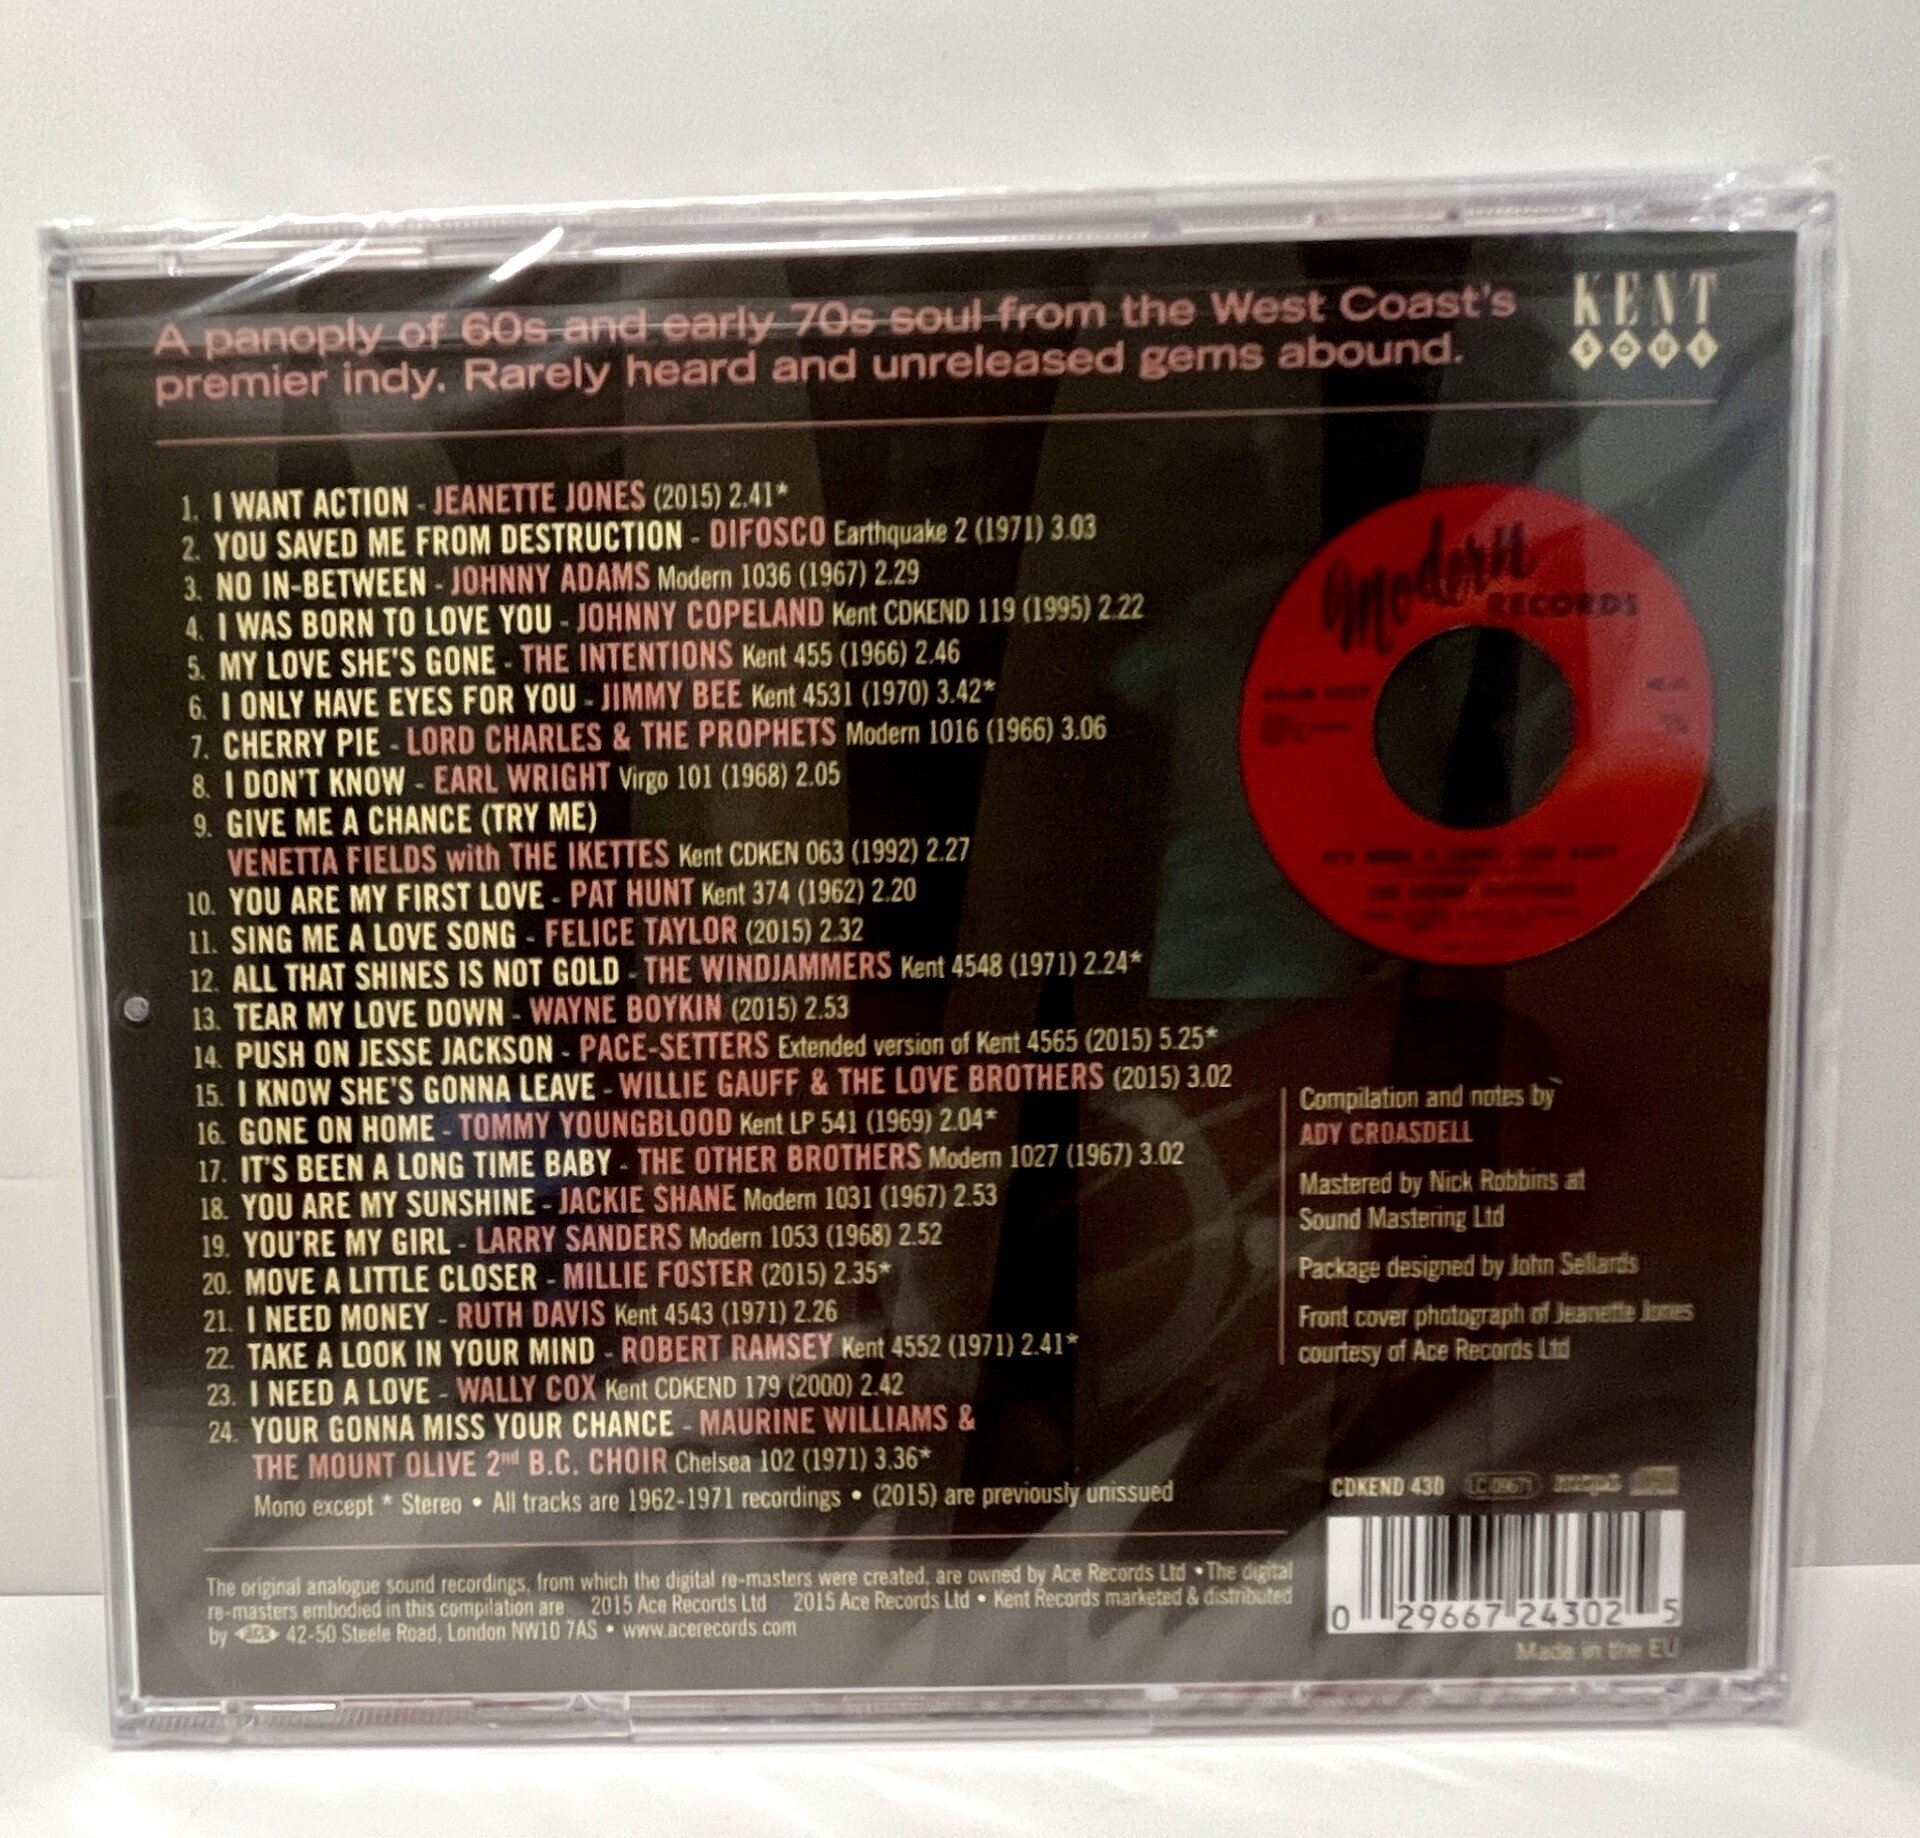 A panoply of 60s and early 70s soul from the West Coast's
premier indy. Rarely heard and unreleased gems abound.
KENT
SOUL
1. I WANT ACTION - JEANETTE JONES (2015) 2.41*
2. YOU SAVED ME FROM DESTRUCTION - DIFOSCO Earthquake 2 (1971) 3.03
3. NO IN-BETWEEN - JOHNNY ADAMS Modern 1036 (1967) 2.29
4. I WAS BORN TO LOVE YOU - JOHNNY COPELAND Kent CDKEND 119 (1995) 2.22
5. MY LOVE SHE'S GONE - THE INTENTIONS Kent 455 (1966) 2.46
6. I ONLY HAVE EYES FOR YOU - JIMMY BEE Kent 4531 (1970) 3.42*
7. CHERRY PIE - LORD CHARLES & THE PROPHETS Modern 1016 (1966) 3.06
8. I DON'T KNOW - EARL WRIGHT Virgo 101 (1968) 2.05
9. GIVE ME A CHANCE (TRY ME)
VENETTA FIELDS with THE IKETTES Kent CDKEN 063 (1992) 2.27
10. YOU ARE MY FIRST LOVE - PAT HUNT Kent 374 (1962) 2.20
11. SING ME A LOVE SONG - FELICE TAYLOR (2015) 2.32
12. ALL THAT SHINES IS NOT GOLD - THE WINDJAMMERS Kent 4548 (1971) 2.24*
13. TEAR MY LOVE DOWN - WAYNE BOYKIN (2015) 2.53
14. PUSH ON JESSE JACKSON - PACE-SETTERS Extended version of Kent 4565 (2015) 5.25*
15. I KNOW SHE'S GONNA LEAVE - WILLIE GAUFF & THE LOVE BROTHERS (2015) 3.02
16. GONE ON HOME - TOMMY YOUNGBLOOD Kent LP 541 (1969) 2.04*
17. IT'S BEEN A LONG TIME BABY - THE OTHER BROTHERS Modern 1027 (1967) 3.02
18. YOU ARE MY SUNSHINE - JACKIE SHANE Modern 1031 (1967) 2.53
19. YOU'RE MY GIRL - LARRY SANDERS Modern 1053 (1968) 2.52
20. MOVE A LITTLE CLOSER - MILLIE FOSTER (2015) 2.35*
21. I NEED MONEY - RUTH DAVIS Kent 4543 (1971) 2.26
22. TAKE A LOOK IN YOUR MIND - ROBERT RAMSEY Kent 4552 (1971) 2.41*
23. I NEED A LOVE - WALLY COX Kent CDKEND 179 (2000) 2.42
24. YOUR GONNA MISS YOUR CHANCE - MAURINE WILLIAMS &
THE MOUNT OLIVE 2nd B.C. CHOIR Chelsea 102 (1971) 3.36*
Mono except * Stereo • All tracks are 1962-1971 recordings • (2015) are previously unissued
Modern
RECORDS
Compilation and notes by
ADY CROASDELL
Mastered by Nick Robbins at
Sound Mastering Ltd
Package designed by John Sellards
Front cover photograph of Jeanette Jones
courtesy of Ace Records Ltd
CDKEND 430
The original analogue sound recordings, from which the digital re-masters were created, are owned by Ace Records Ltd • The digital
re-masters embodied in this compilation are 2015 Ace Records Ltd 2015 Ace Records Ltd • Kent Records marketed & distributed
by ACE 42-50 Steele Road, London NW10 7AS • www.acerecords.com
0 29667 24302 5
Made in the EU